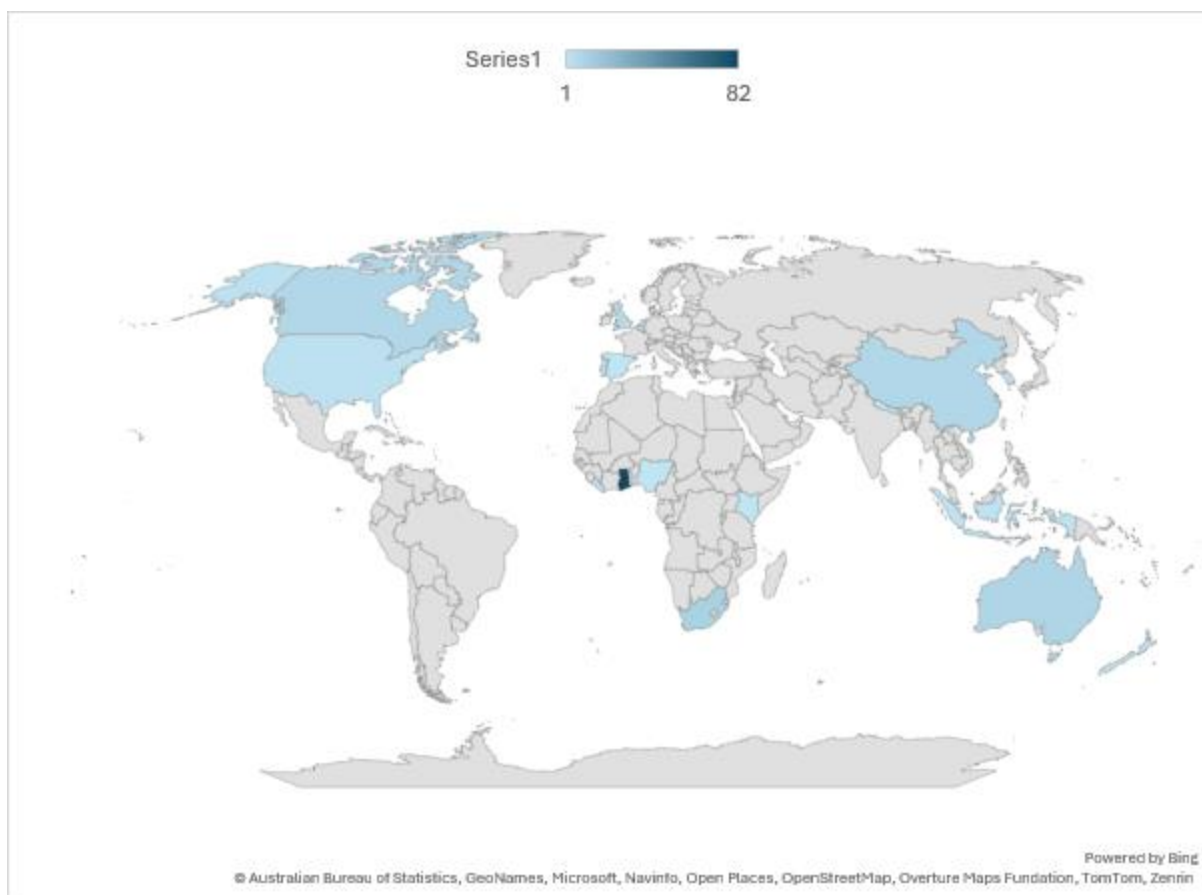 Series1
1 82
Powered by Bing
© Australian Bureau of Statistics, GeoNames, Microsoft, Navinfo, Open Places, OpenStreetMap, Overture Maps Fundation, TomTom, Zenrin